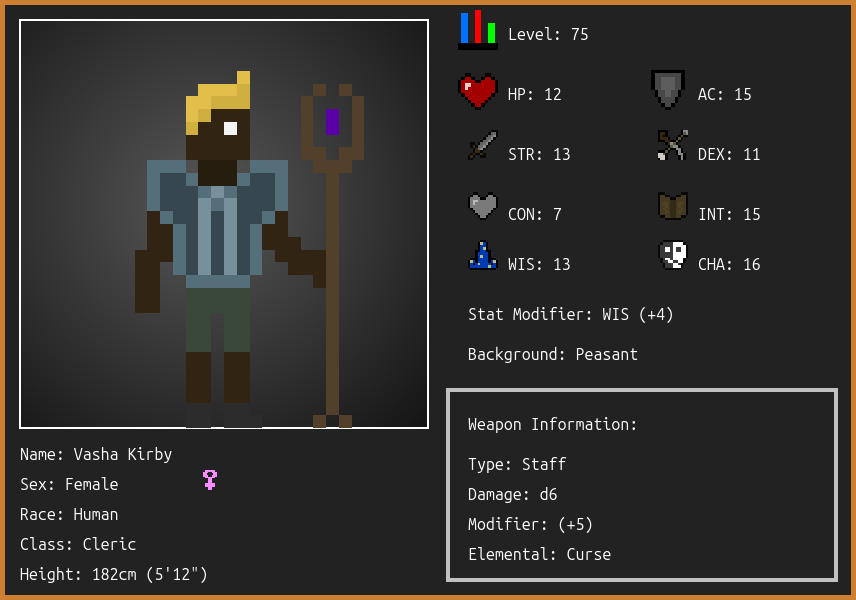 Level: 75
HP: 12
AC: 15
STR: 13
DEX: 11
CON: 7
INT: 15
WIS: 13
CHA: 16
Stat Modifier: WIS (+4)
Background: Peasant
Weapon Information:
Type: Staff
Damage: d6
Modifier: (+5)
Elemental: Curse
Name: Vasha Kirby
Sex: Female
Race: Human
Class: Cleric
Height: 182cm (5'12")